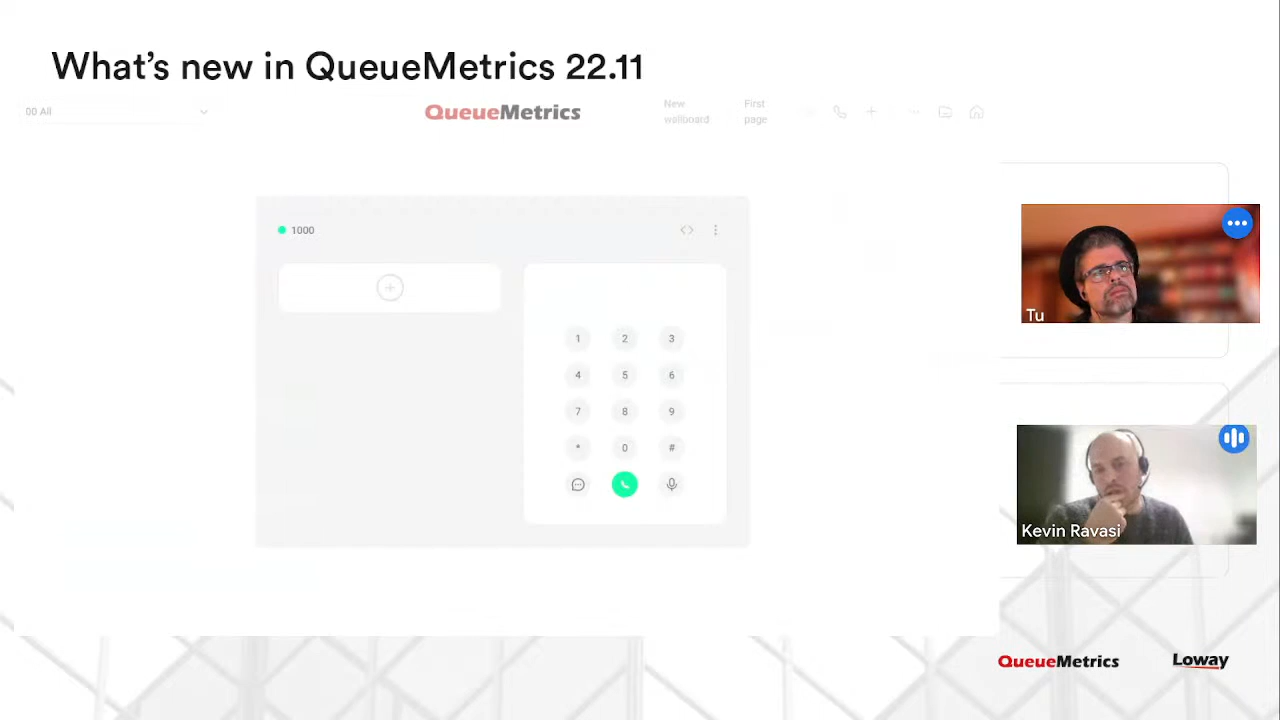 What's new in QueueMetrics 22.11
00 All
QueueMetrics
New
wallboard
First
page
1000
1 2 3
4 5 6
7 8 9
* 0 #
Tu
Kevin Ravasi
QueueMetrics
Loway